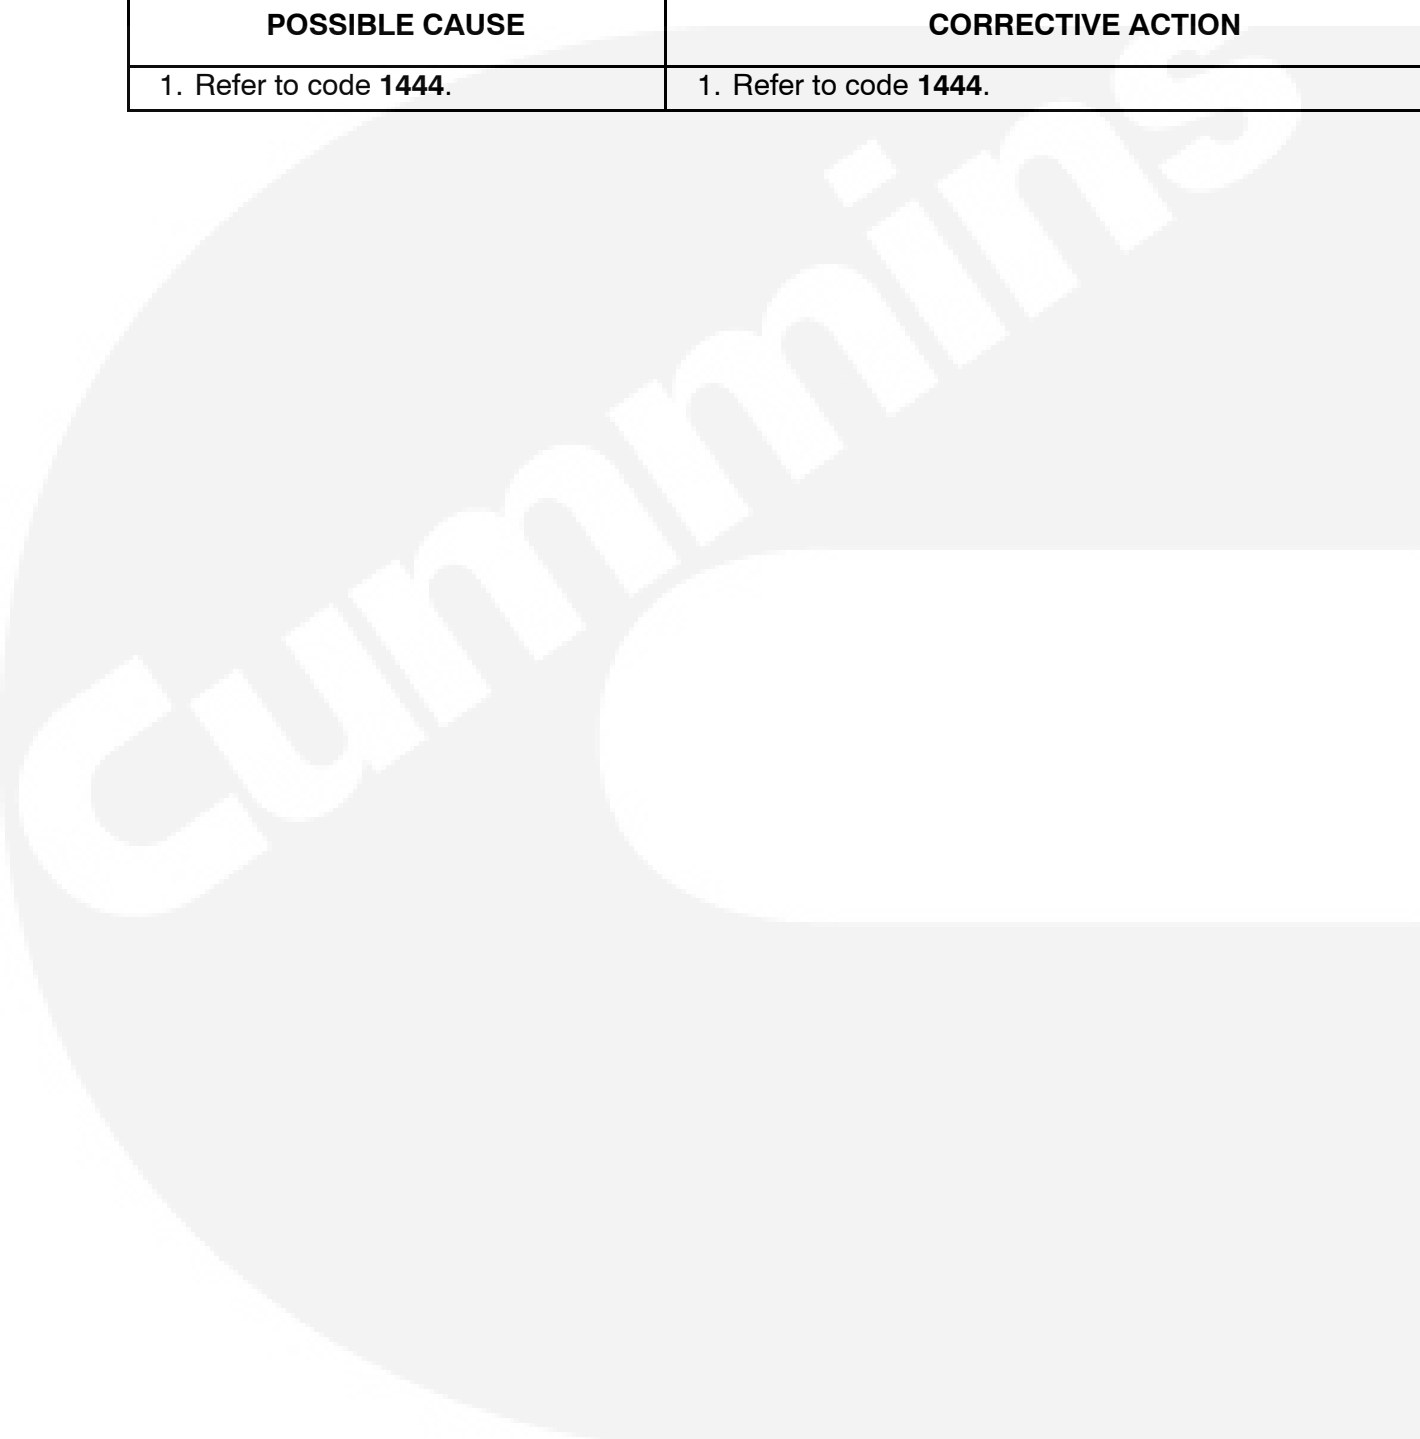 POSSIBLE CAUSE CORRECTIVE ACTION
1. Refer to code 1444. 1. Refer to code 1444.
Cummins